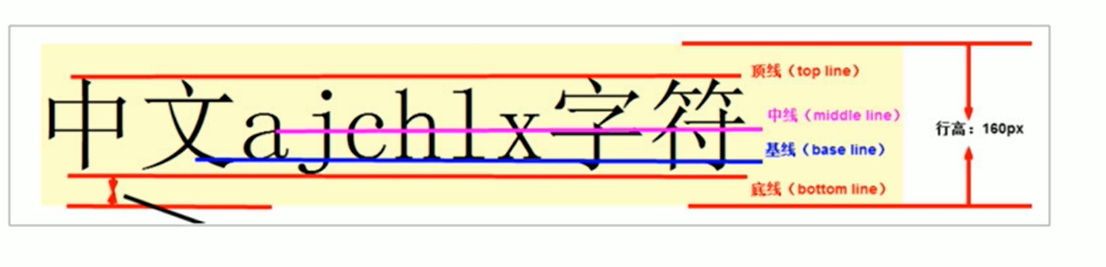 顶线（top line）
中文ajchlx字符
中线（middle line）
行高：160px
基线（base line）
底线（bottom line）